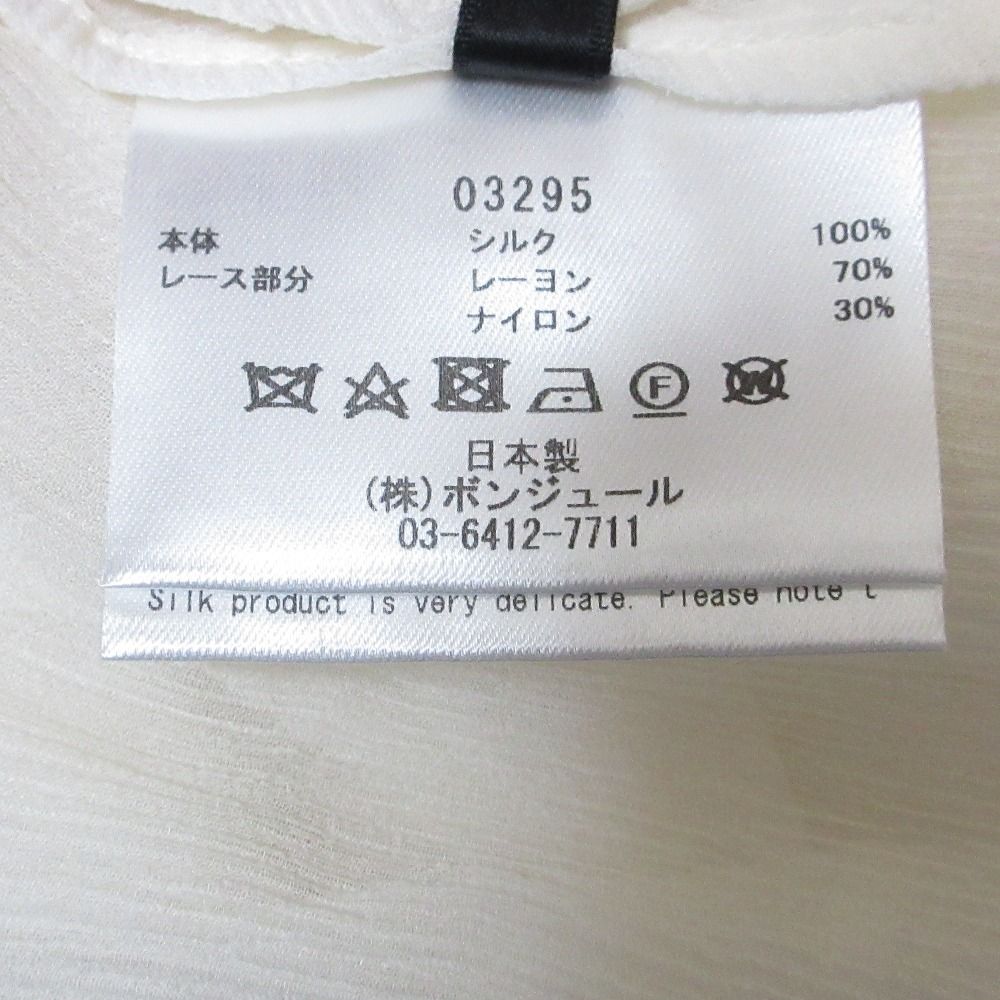 03295
本体 シルク 100%
レース部分 レーヨン 70%
ナイロン 30%
F
W
日本製
(株)ボンジュール
03-6412-7711
Silk product is very delicate. Please note t